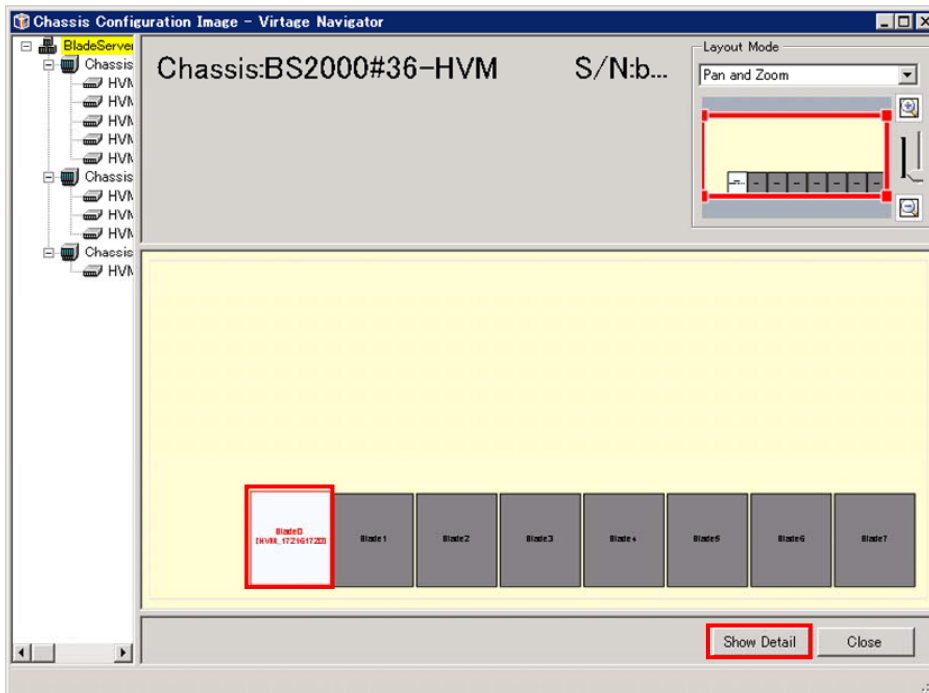 Chassis Configuration Image - Virtage Navigator
BladeServer
Chassis
HVM
HVM
HVM
HVM
HVM
Chassis
HVM
HVM
HVM
Chassis
HVM
Chassis:BS2000#36-HVM S/N:b...
Layout Mode
Pan and Zoom
Blade0
[HVM_172161720]
Blade1
Blade2
Blade3
Blade4
Blade5
Blade6
Blade7
Show Detail
Close